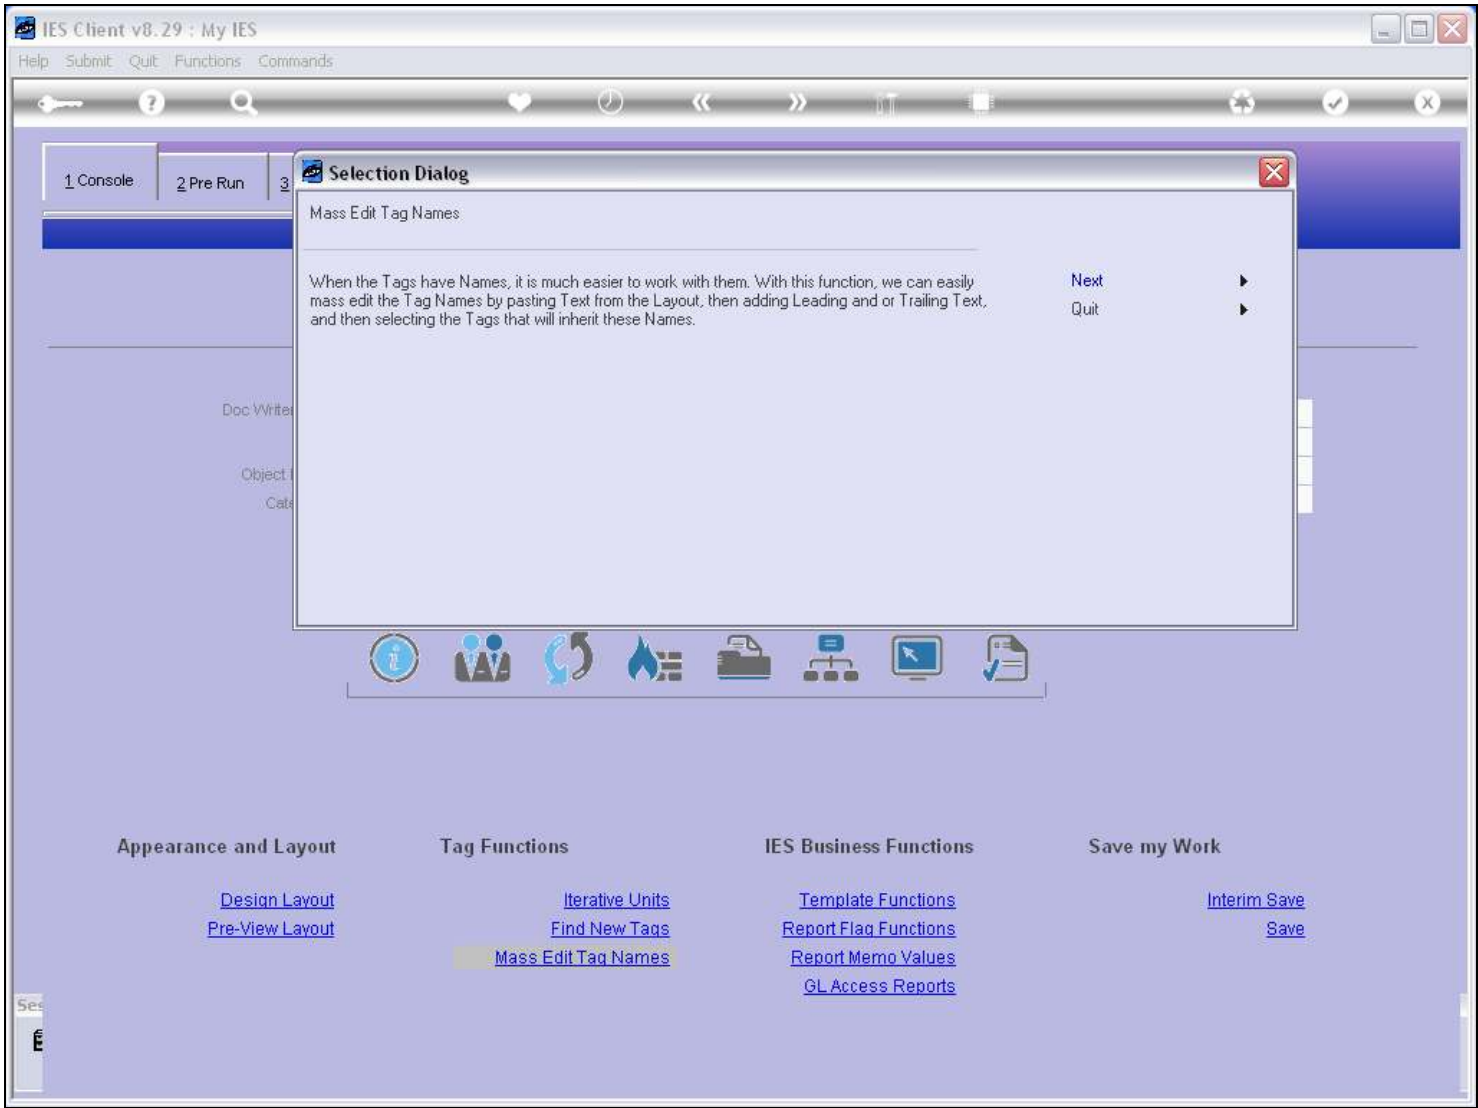 IES Client v8.29 : My IES
Help Submit Quit Functions Commands
1 Console
2 Pre Run
3
Selection Dialog
Mass Edit Tag Names
When the Tags have Names, it is much easier to work with them. With this function, we can easily
mass edit the Tag Names by pasting Text from the Layout, then adding Leading and or Trailing Text,
and then selecting the Tags that will inherit these Names.
Next
Quit
Doc Writer
Object
Appearance and Layout
Design Layout
Pre-View Layout
Tag Functions
Iterative Units
Find New Tags
Mass Edit Tag Names
IES Business Functions
Template Functions
Report Flag Functions
Report Memo Values
GL Access Reports
Save my Work
Interim Save
Save